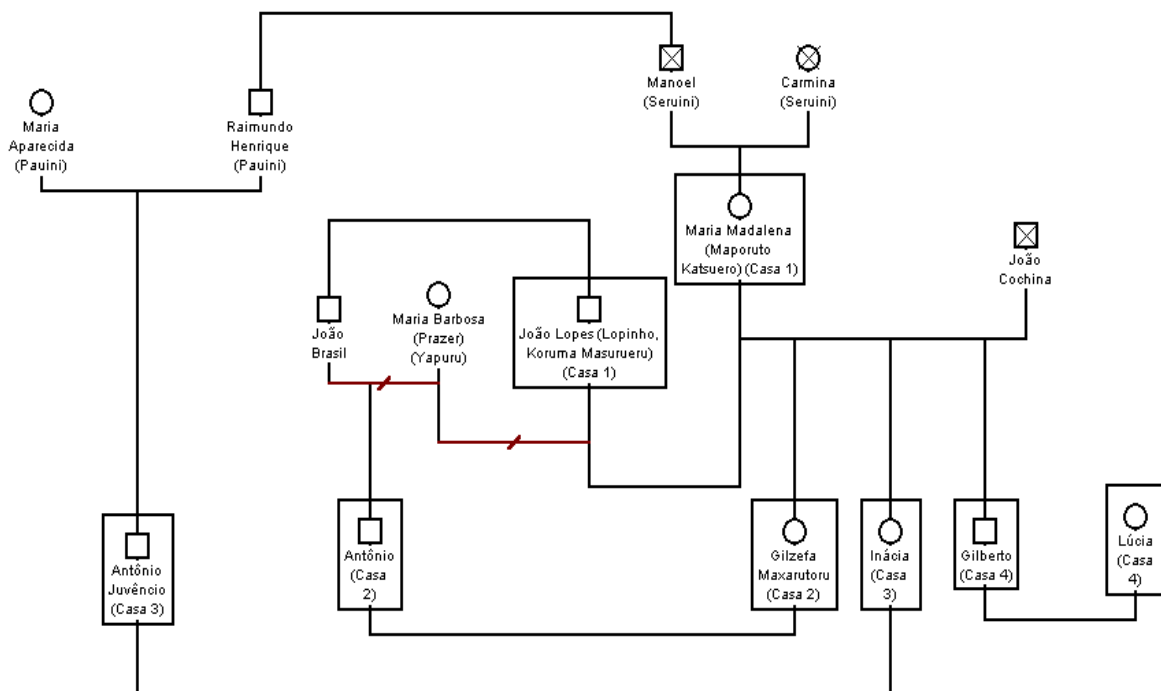 Manoel
(Seruini)
Carmina
(Seruini)
Maria
Aparecida
(Pauini)
Raimundo
Henrique
(Pauini)
Maria Madalena
(Maporuto
Katsuero) (Casa 1)
João
Cochina
João
Brasil
Maria Barbosa
(Prazer)
(Yapuru)
João Lopes (Lopinho,
Koruma Masurueru)
(Casa 1)
Antônio
Juvêncio
(Casa 3)
Antônio
(Casa
2)
Gilzefa
Maxarutoru
(Casa 2)
Inácia
(Casa
3)
Gilberto
(Casa 4)
Lúcia
(Casa
4)